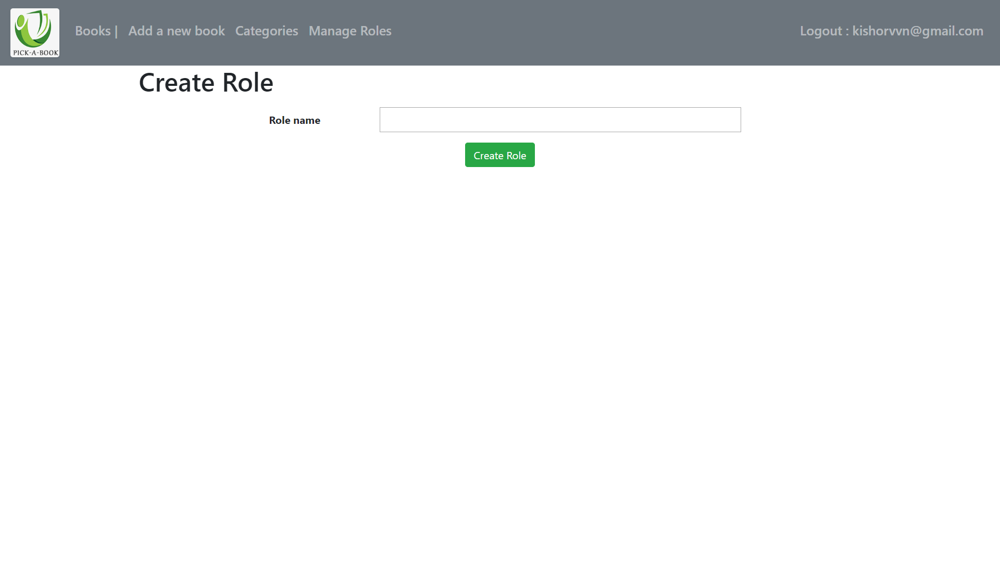 PICK-A-BOOK
Books | Add a new book Categories Manage Roles Logout : kishorvvn@gmail.com
Create Role
Role name
Create Role